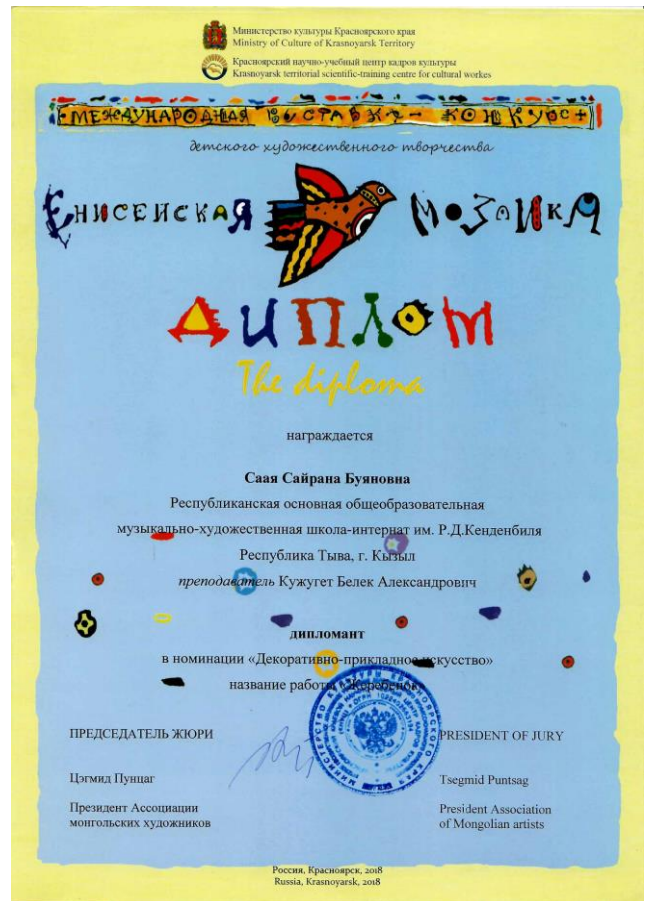 Министерство культуры Красноярского края
Ministry of Culture of Krasnoyarsk Territory
Красноярский научно-учебный центр кадров культуры
Krasnoyarsk territorial scientific-training centre for cultural workes
МЕЖДУНАРОДНАЯ ВЫСТАВКА-КОНКУРС
детского художественного творчества
ЕНИСЕЙСКАЯ МОЗАИКА
ДИПЛОМ
The diploma
награждается
Саая Сайрана Буяновна
Республиканская основная общеобразовательная
музыкально-художественная школа-интернат им. Р.Д.Кенденбиля
Республика Тыва, г. Кызыл
преподаватель Кужугет Белек Александрович
дипломант
в номинации «Декоративно-прикладное искусство»
название работы «Жеребенок»
ПРЕДСЕДАТЕЛЬ ЖЮРИ
PRESIDENT OF JURY
Цэгмид Пунцаг
Tsegmid Puntsag
Президент Ассоциации
монгольских художников
President Association
of Mongolian artists
Россия, Красноярск, 2018
Russia, Krasnoyarsk, 2018